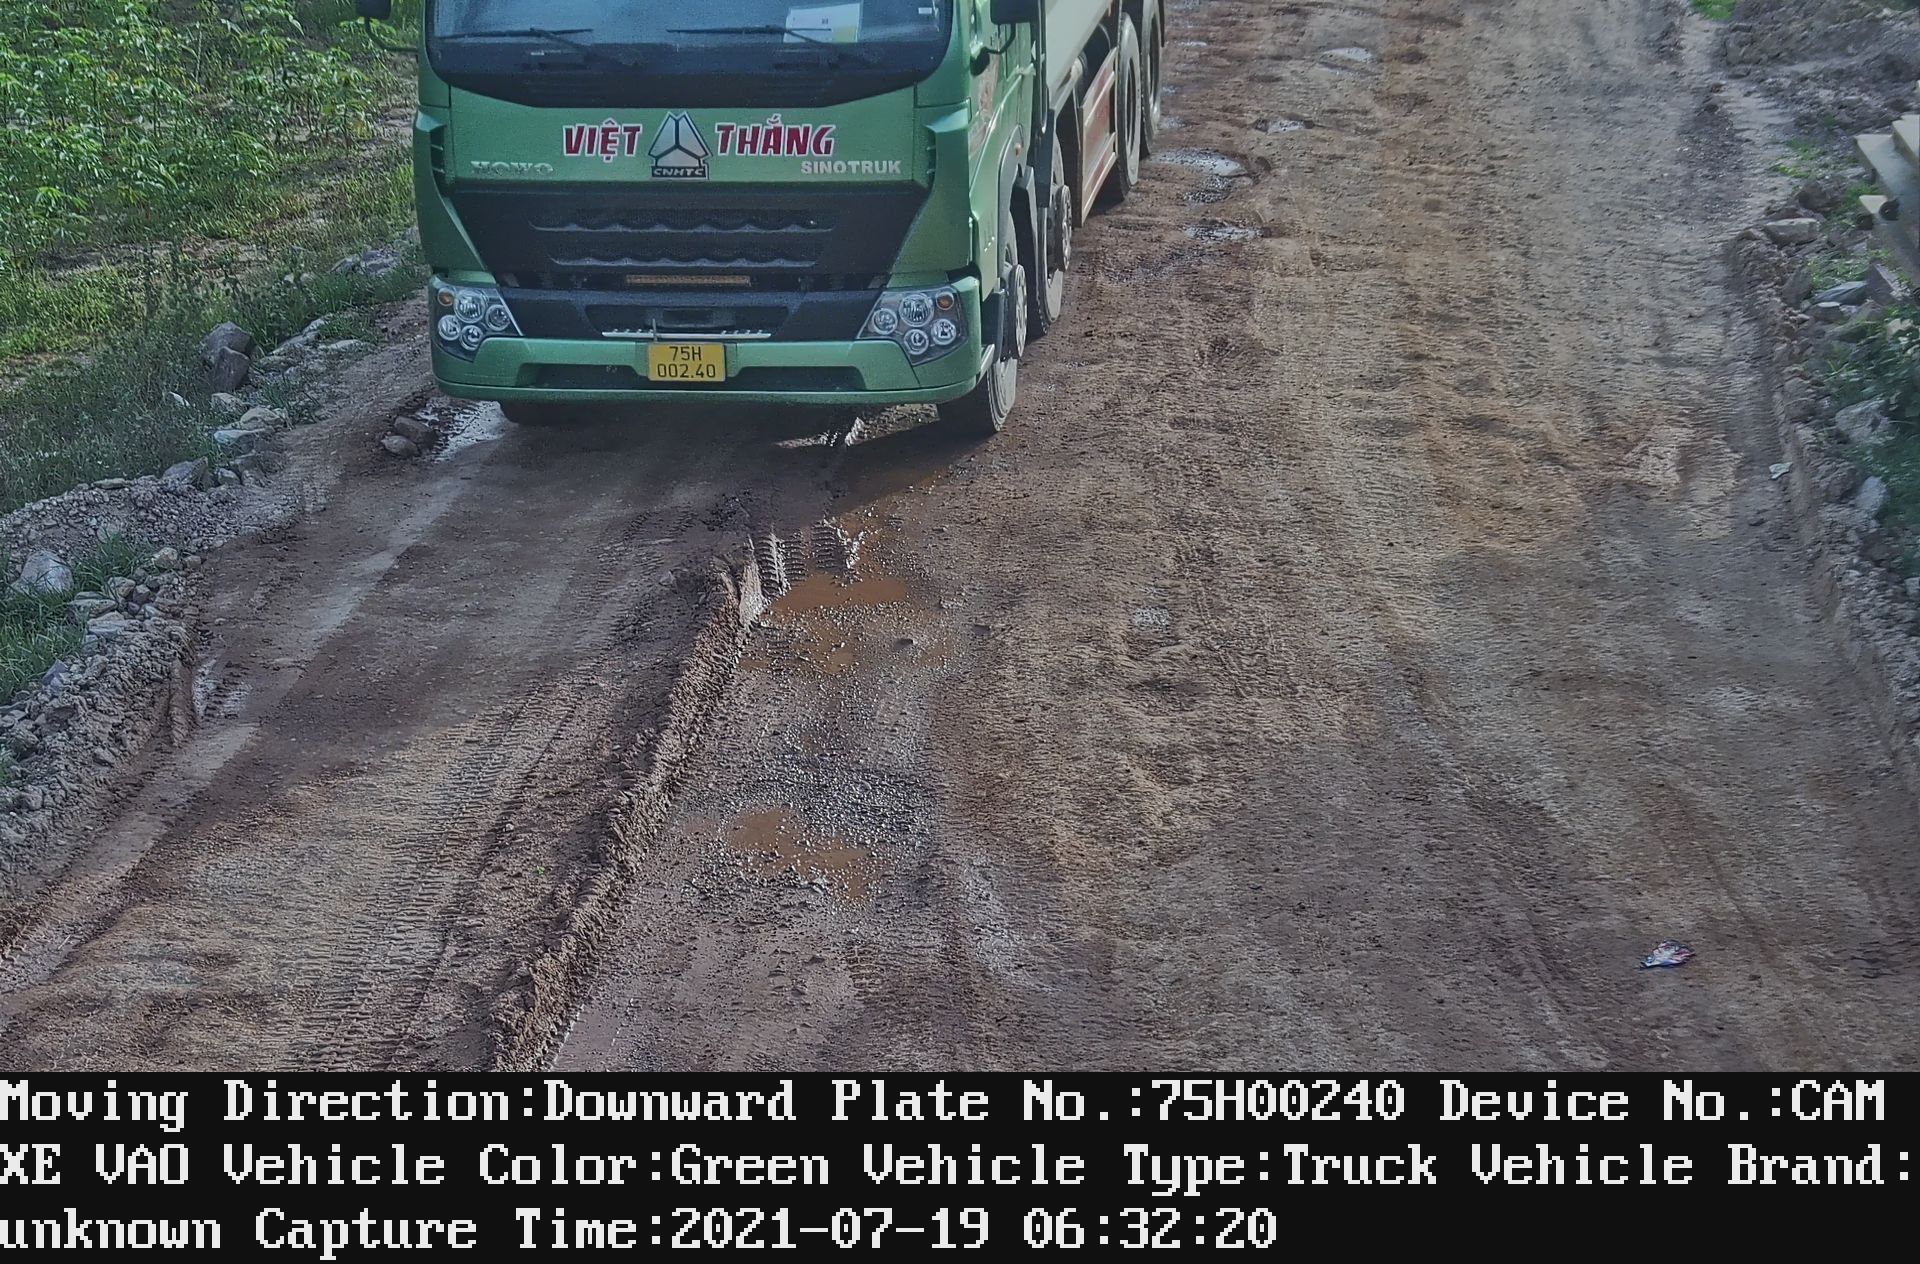 VIỆT THẮNG
HOWO CNHTC SINOTRUK
75H
002.40
Moving Direction:Downward Plate No.:75H00240 Device No.:CAM
XE VAO Vehicle Color:Green Vehicle Type:Truck Vehicle Brand:
unknown Capture Time:2021-07-19 06:32:20